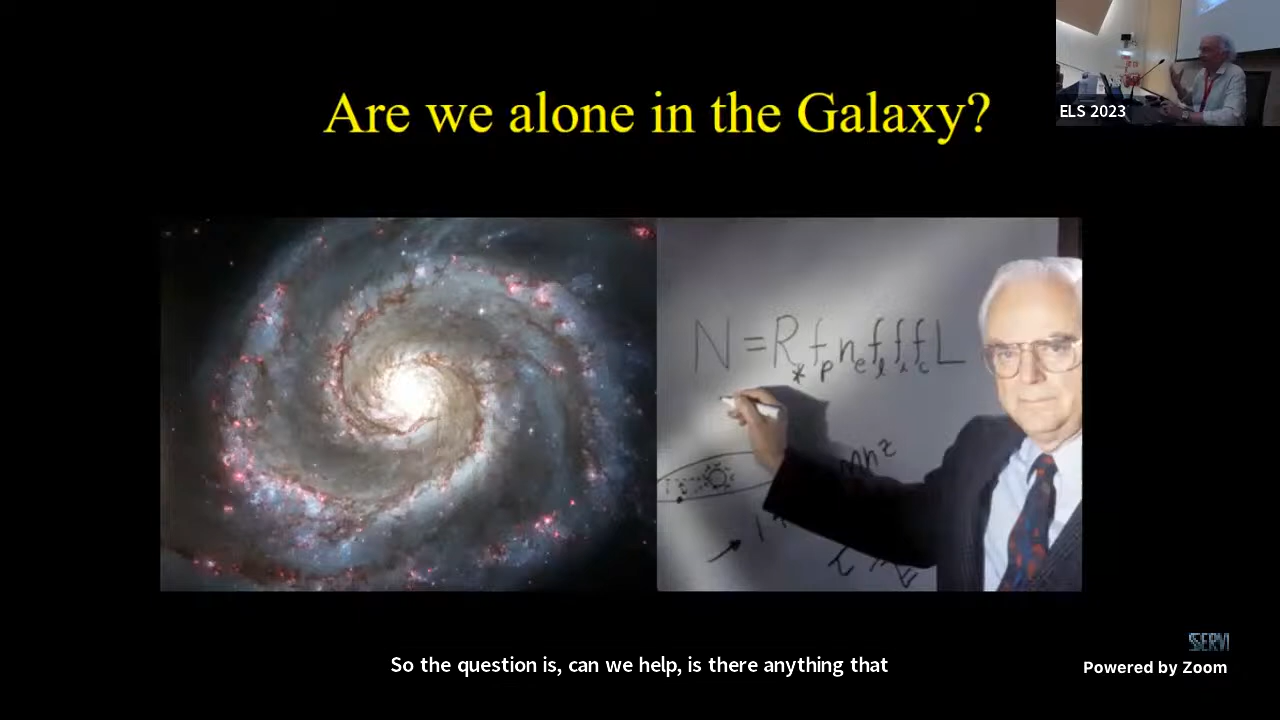 Are we alone in the Galaxy?
ELS 2023
N = R* fp ne fl fi fc L
So the question is, can we help, is there anything that
Powered by Zoom